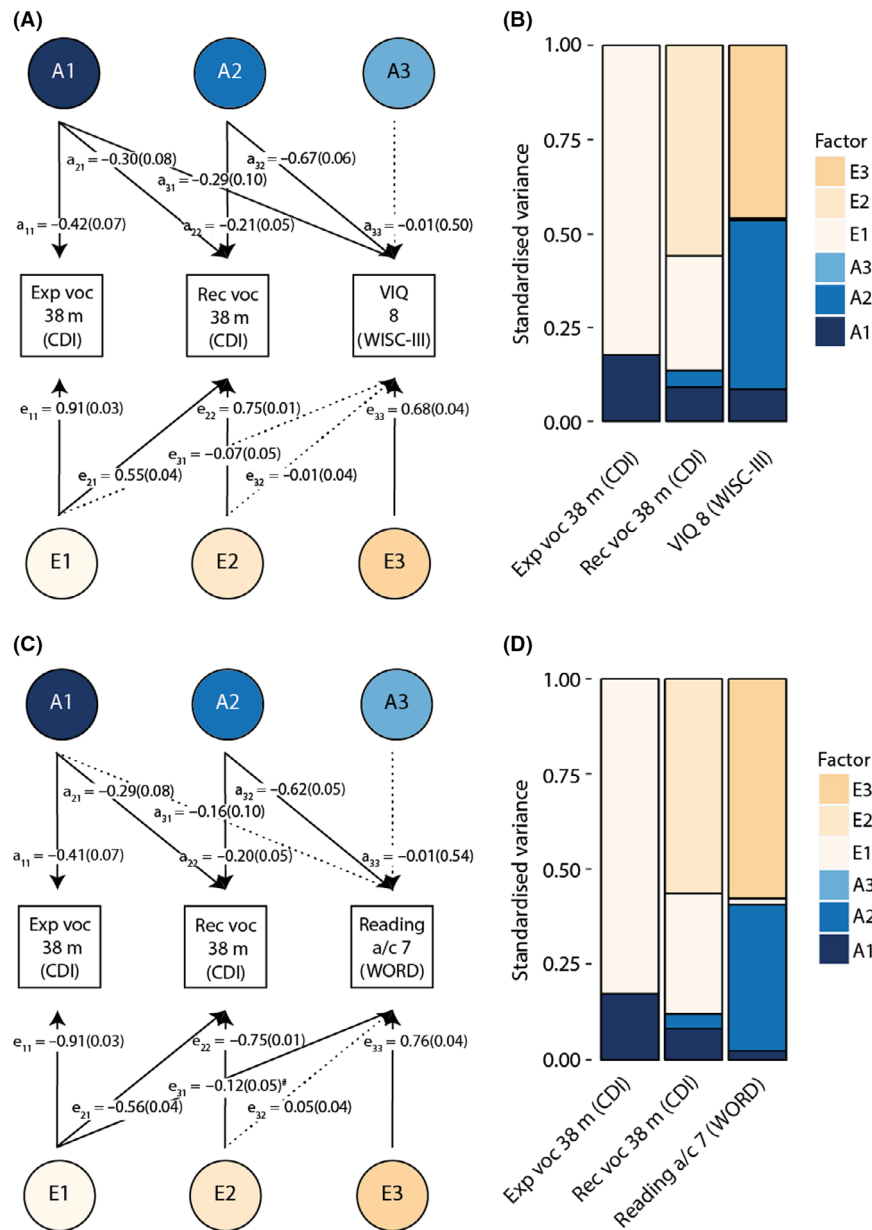 (A)
A1
A2
A3
a21 = –0.30(0.08)
a32 = –0.67(0.06)
a31 = –0.29(0.10)
a11 = –0.42(0.07)
a22 = –0.21(0.05)
a33 = –0.01(0.50)
Exp voc
38 m
(CDI)
Rec voc
38 m
(CDI)
VIQ
8
(WISC-III)
e11 = 0.91(0.03)
e22 = 0.75(0.01)
e33 = 0.68(0.04)
e31 = –0.07(0.05)
e21 = 0.55(0.04)
e32 = –0.01(0.04)
E1
E2
E3
(B)
1.00
0.75
0.50
0.25
0.00
Standardised variance
Exp voc 38 m (CDI)
Rec voc 38 m (CDI)
VIQ 8 (WISC-III)
Factor
E3
E2
E1
A3
A2
A1
(C)
A1
A2
A3
a21 = –0.29(0.08)
a32 = –0.62(0.05)
a31 = –0.16(0.10)
a11 = –0.41(0.07)
a22 = –0.20(0.05)
a33 = –0.01(0.54)
Exp voc
38 m
(CDI)
Rec voc
38 m
(CDI)
Reading
a/c 7
(WORD)
e11 = –0.91(0.03)
e22 = –0.75(0.01)
e33 = 0.76(0.04)
e31 = –0.12(0.05)#
e21 = –0.56(0.04)
e32 = 0.05(0.04)
E1
E2
E3
(D)
1.00
0.75
0.50
0.25
0.00
Standardised variance
Exp voc 38 m (CDI)
Rec voc 38 m (CDI)
Reading a/c 7 (WORD)
Factor
E3
E2
E1
A3
A2
A1